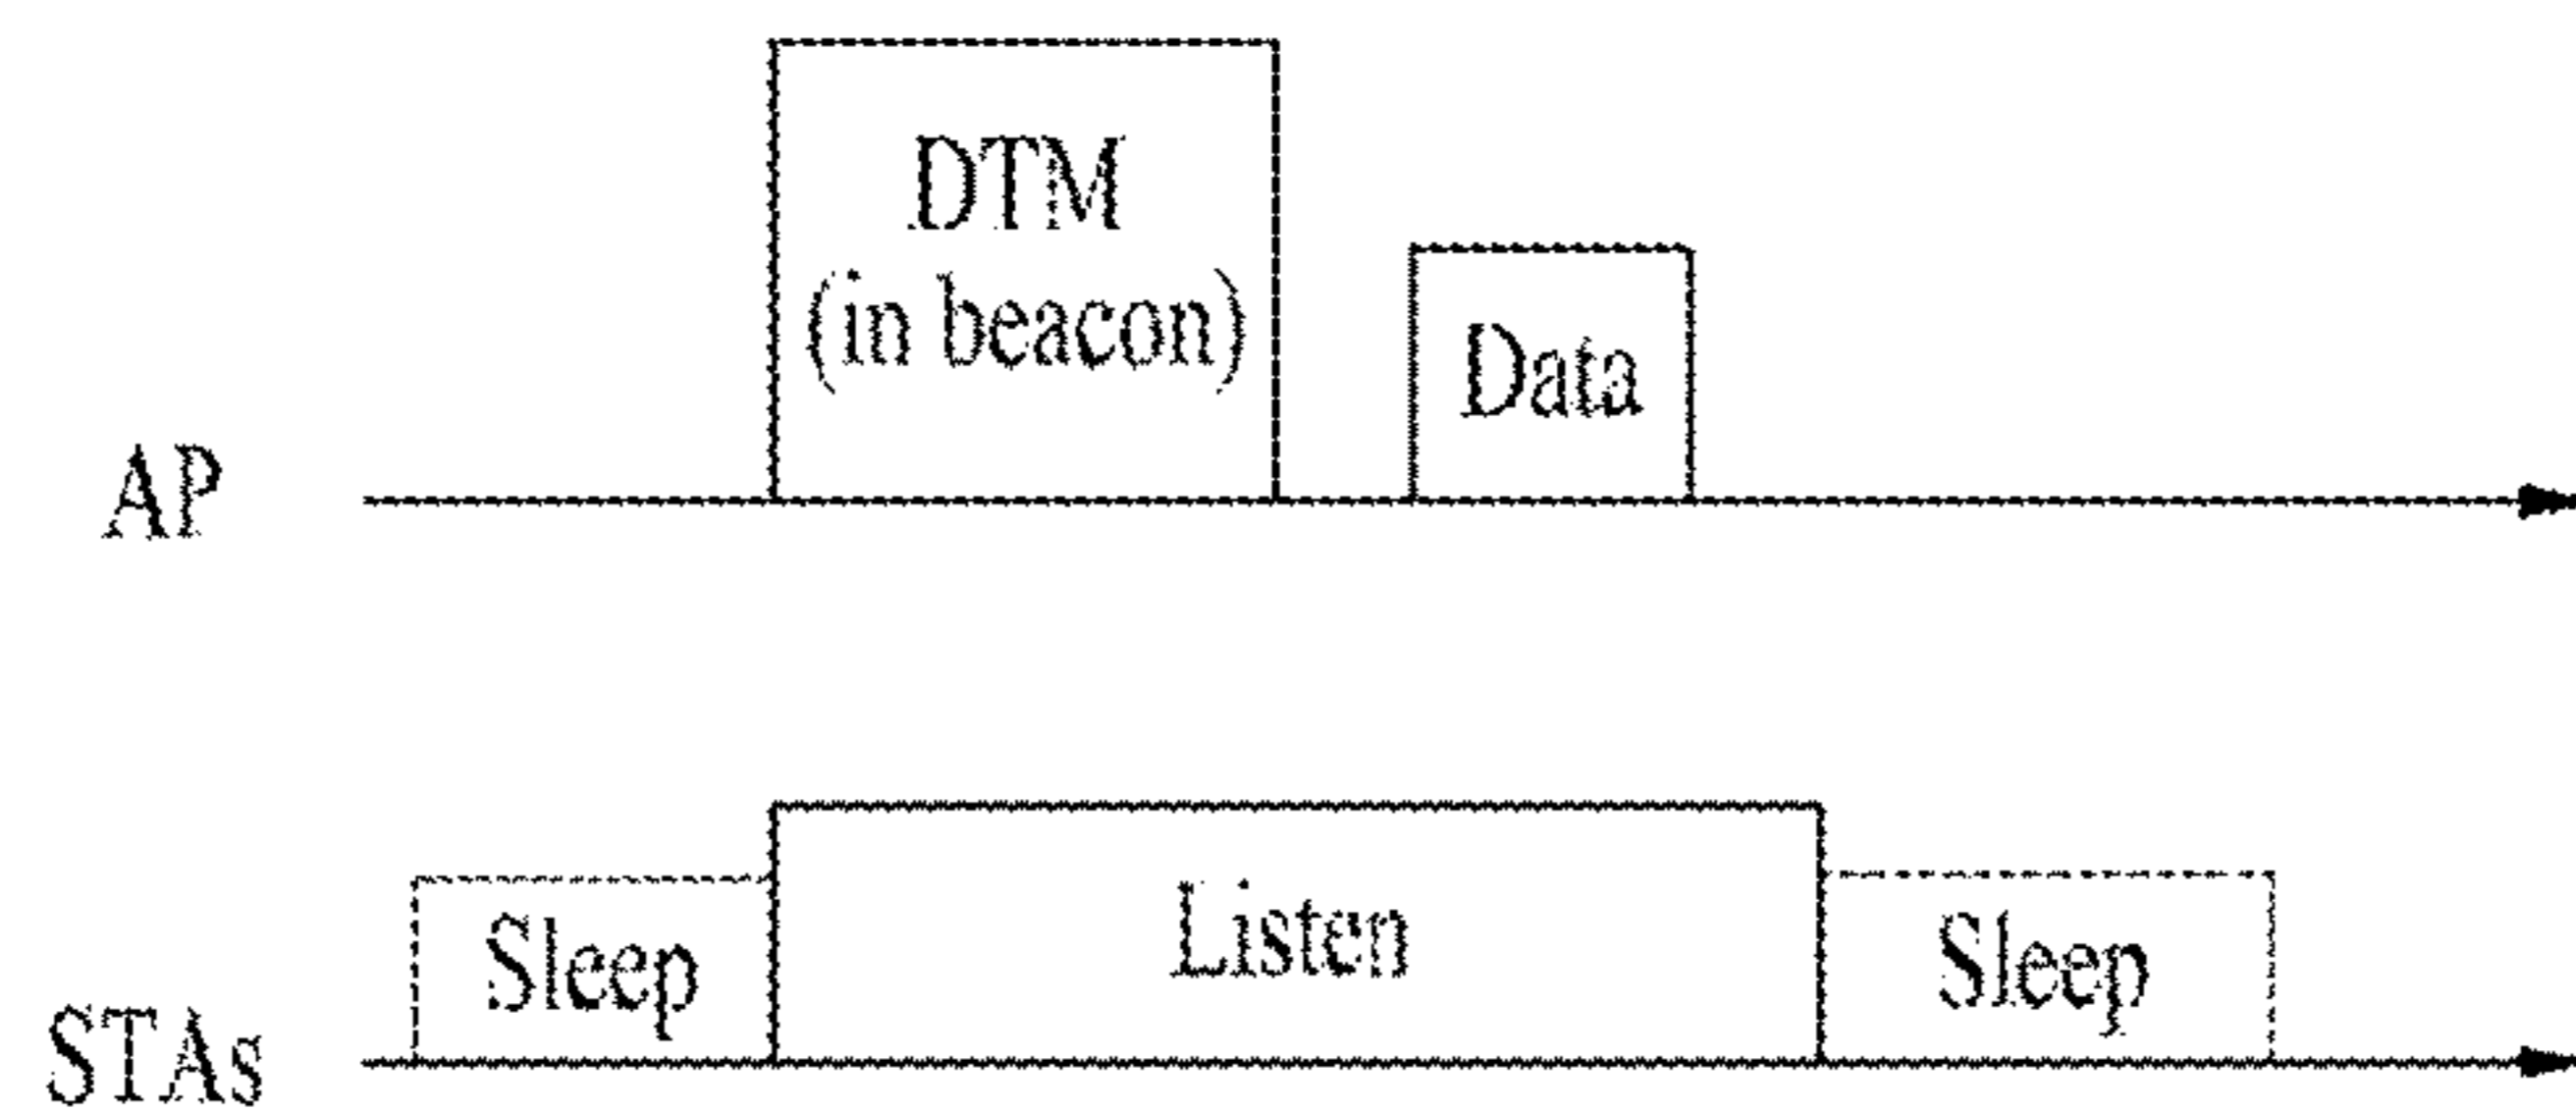 DTM
(in beacon)
Data
AP
Sleep
Listen
Sleep
STAs